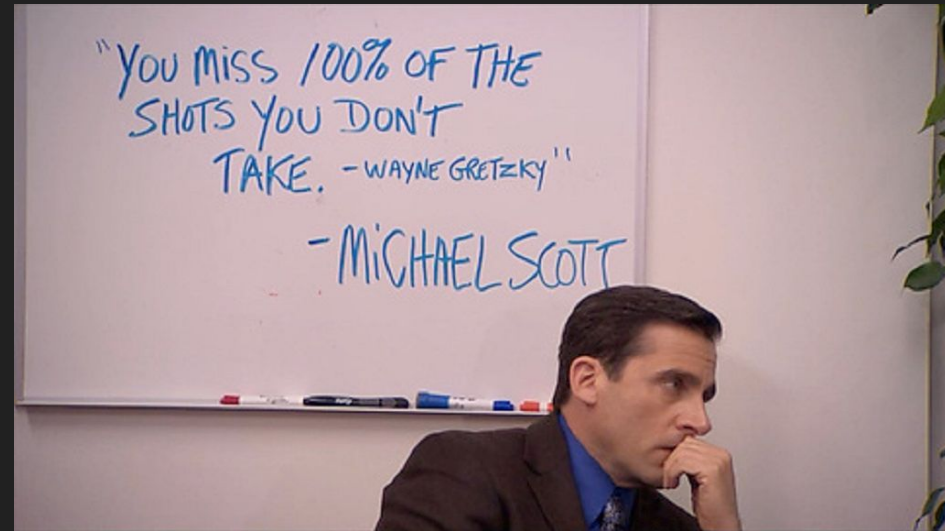 "YOU MiSS 100% OF THE
SHOTS YOU DON'T
TAKE. - WAYNE GRETZKY"
- MiCHAEL SCOTT